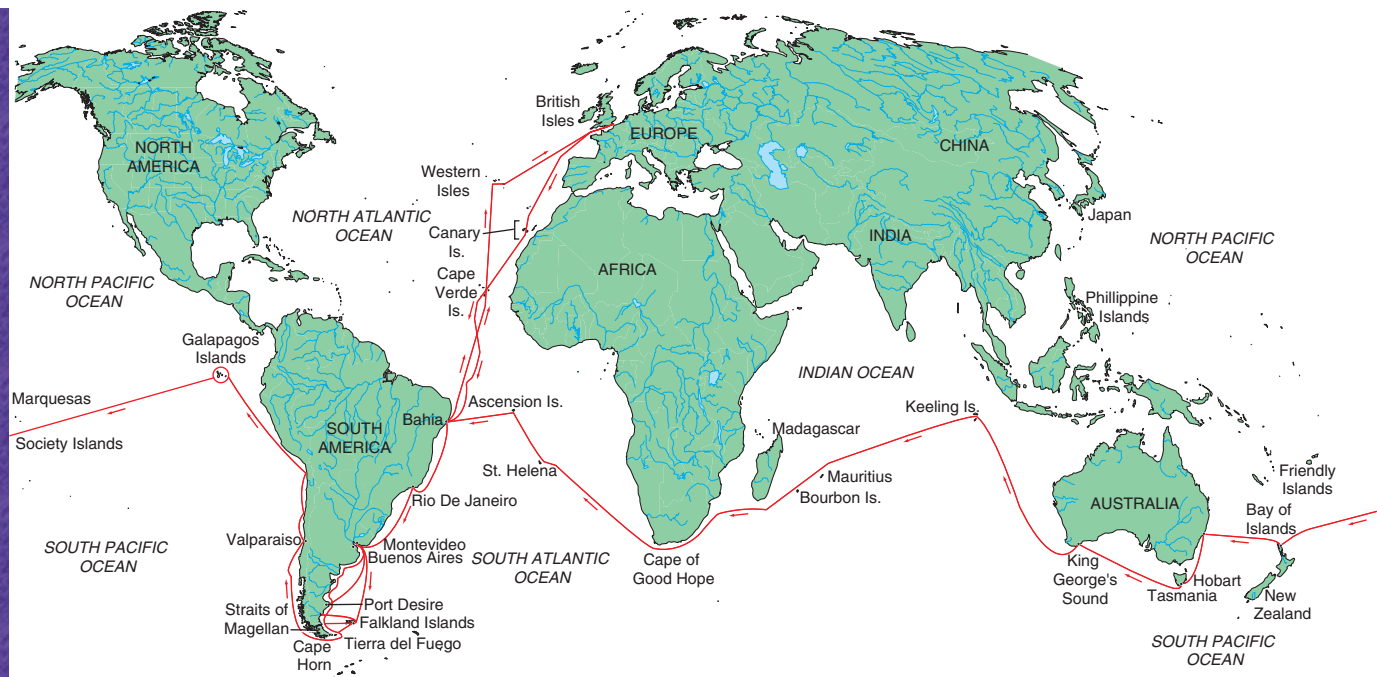 British
Isles
EUROPE
NORTH
AMERICA
CHINA
Western
Isles
NORTH ATLANTIC
OCEAN
Canary
Is.
Japan
INDIA
NORTH PACIFIC
OCEAN
AFRICA
Cape
Verde
Is.
NORTH PACIFIC
OCEAN
Phillippine
Islands
Galapagos
Islands
INDIAN OCEAN
Marquesas
Ascension Is.
Keeling Is.
Bahia
SOUTH
AMERICA
Madagascar
Society Islands
St. Helena
Mauritius
Bourbon Is.
Friendly
Islands
Rio De Janeiro
AUSTRALIA
Bay of
Islands
Valparaiso
SOUTH PACIFIC
OCEAN
Montevideo
Buenos Aires
SOUTH ATLANTIC
OCEAN
Cape of
Good Hope
King
George's
Sound
Hobart
Tasmania
New
Zealand
Straits of
Magellan
Port Desire
Falkland Islands
Cape
Horn
Tierra del Fuego
SOUTH PACIFIC
OCEAN